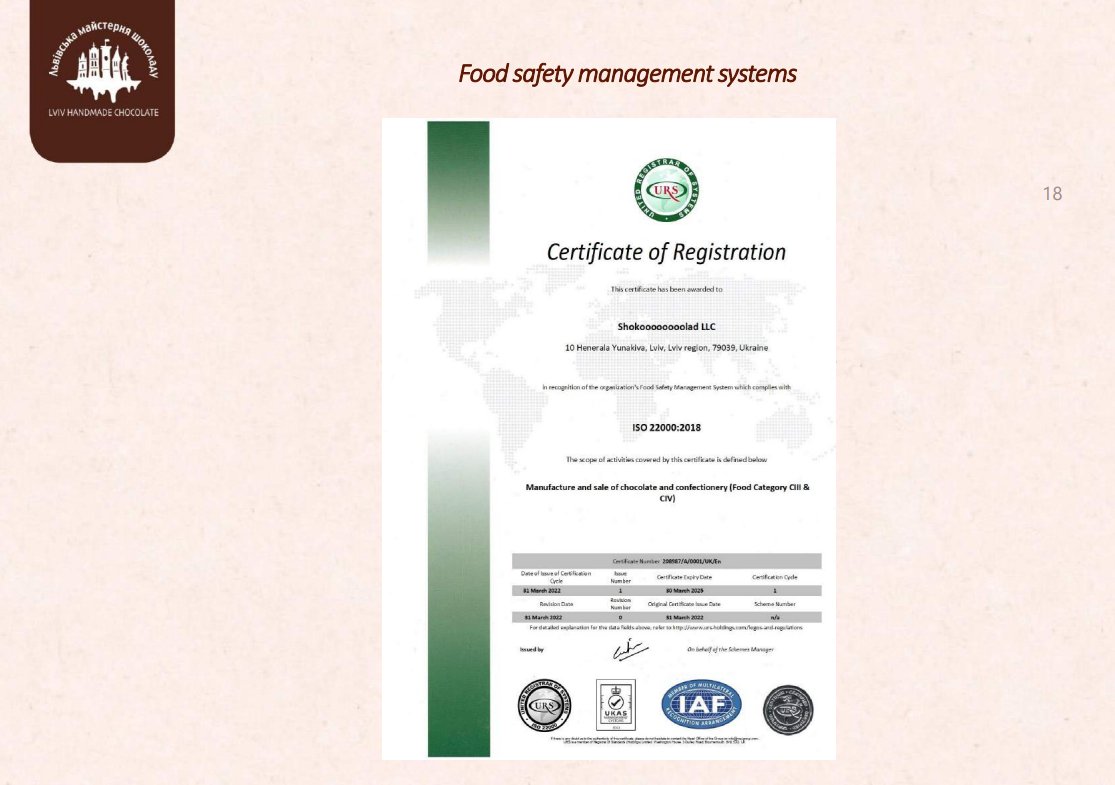 Львівська майстерня шоколаду
LVIV HANDMADE CHOCOLATE
Food safety management systems
18
UNITED REGISTRAR OF SYSTEMS
URS
Certificate of Registration
This certificate has been awarded to
Shokoooooooolad LLC
10 Henerala Yunakiva, Lviv, Lviv region, 79039, Ukraine
in recognition of the organization's Food Safety Management System which complies with
ISO 22000:2018
The scope of activities covered by this certificate is defined below
Manufacture and sale of chocolate and confectionery (Food Category CIII &
CIV)
Certificate Number 208987/A/0001/UK/En
Date of Issue of Certification Cycle Issue Number Certificate Expiry Date Certification Cycle
31 March 2022 1 30 March 2025 1
Revision Date Revision Number Original Certificate Issue Date Scheme Number
31 March 2022 0 31 March 2022 n/a
For detailed explanation for the data fields above, refer to http://www.urs-holdings.com/logos-and-regulations
Issued by On behalf of the Schemes Manager
UNITED REGISTRAR OF SYSTEMS
URS
ISO 22000
UKAS
MANAGEMENT
SYSTEMS
MEMBER OF MULTILATERAL
IAF
RECOGNITION ARRANGEMENT